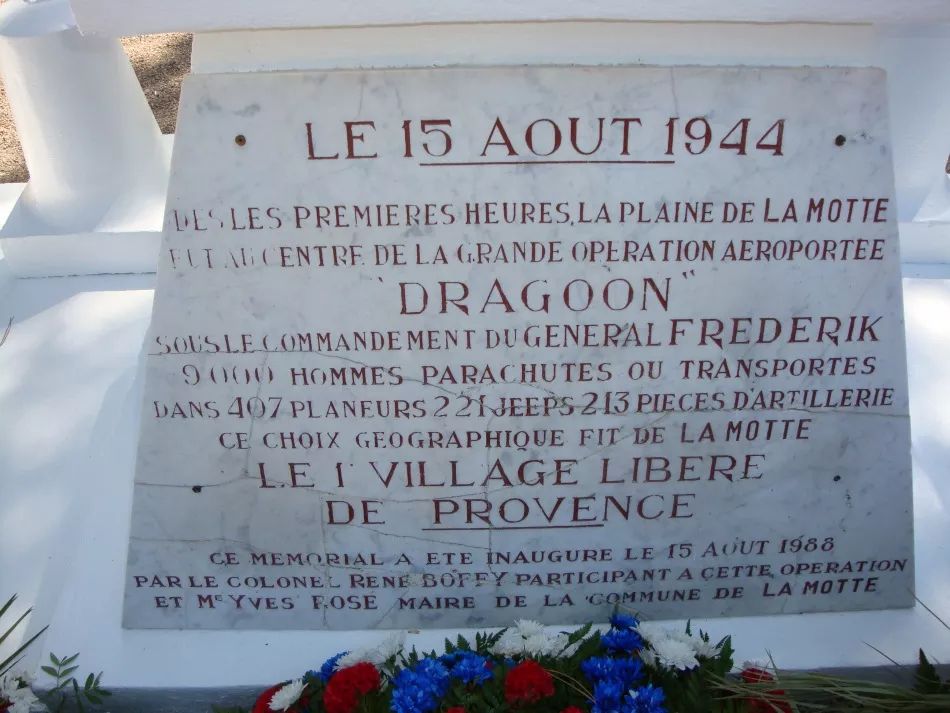 LE 15 AOUT 1944
DES LES PREMIERES HEURES, LA PLAINE DE LA MOTTE
FUT AU CENTRE DE LA GRANDE OPERATION AEROPORTEE
"DRAGOON"
SOUS LE COMMANDEMENT DU GENERAL FREDERIK
9000 HOMMES PARACHUTES OU TRANSPORTES
DANS 407 PLANEURS 221 JEEPS 213 PIECES D'ARTILLERIE
CE CHOIX GEOGRAPHIQUE FIT DE LA MOTTE
LE 1 VILLAGE LIBERE
DE PROVENCE
CE MEMORIAL A ETE INAUGURE LE 15 AOUT 1988
PAR LE COLONEL RENE BOFFY PARTICIPANT A CETTE OPERATION
ET Me YVES ROSE MAIRE DE LA COMMUNE DE LA MOTTE